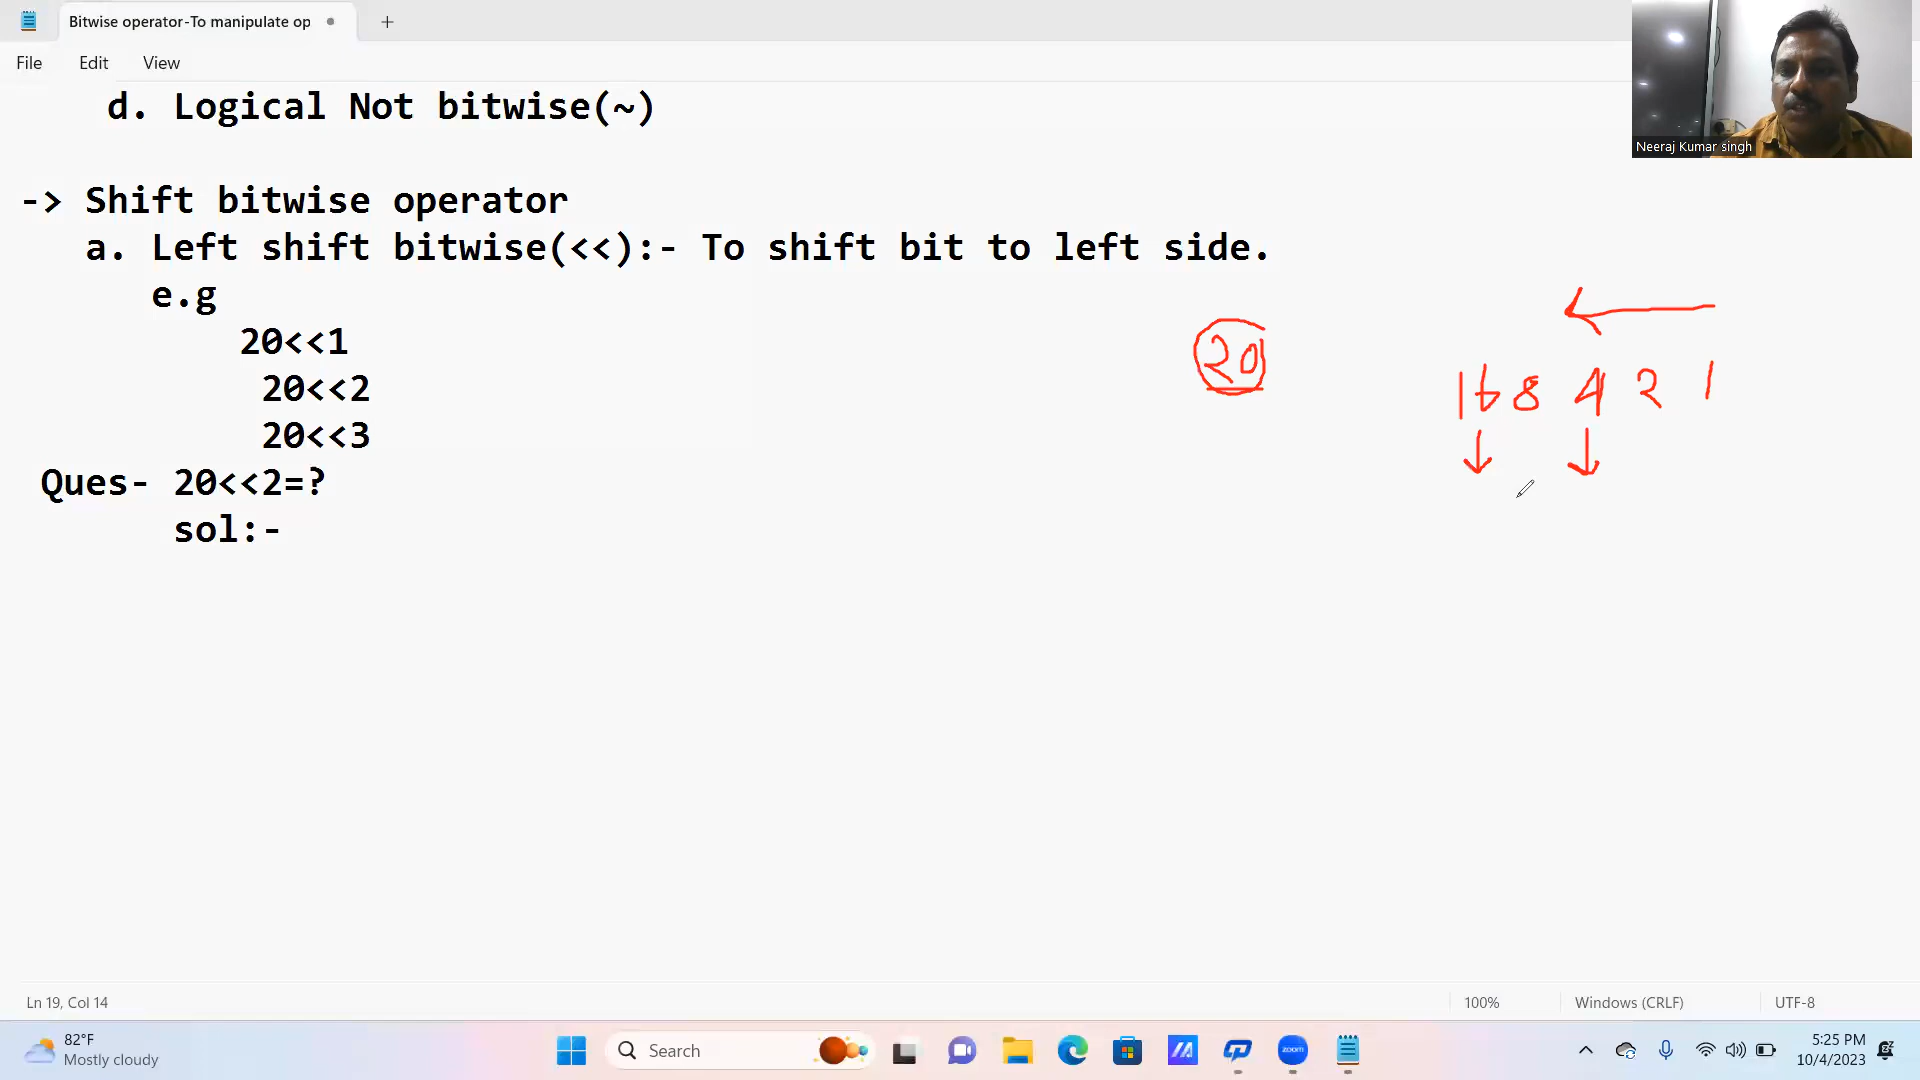 Bitwise operator-To manipulate op
File Edit View
Neeraj Kumar singh
d. Logical Not bitwise(~)
-> Shift bitwise operator
a. Left shift bitwise(<<):- To shift bit to left side.
e.g
20<<1
20<<2
20<<3
Ques- 20<<2=?
sol:-
20
16 8 4 2 1
Ln 19, Col 14
100%
Windows (CRLF)
UTF-8
82°F
Mostly cloudy
Search
zoom
5:25 PM
10/4/2023